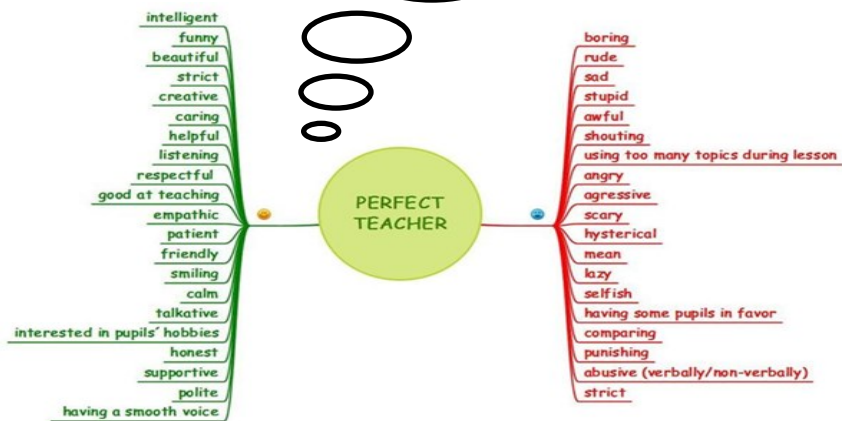 intelligent
funny
beautiful
strict
creative
caring
helpful
listening
respectful
good at teaching
empathic
patient
friendly
smiling
calm
talkative
interested in pupils' hobbies
honest
supportive
polite
having a smooth voice
PERFECT
TEACHER
boring
rude
sad
stupid
awful
shouting
using too many topics during lesson
angry
agressive
scary
hysterical
mean
lazy
selfish
having some pupils in favor
comparing
punishing
abusive (verbally/non-verbally)
strict